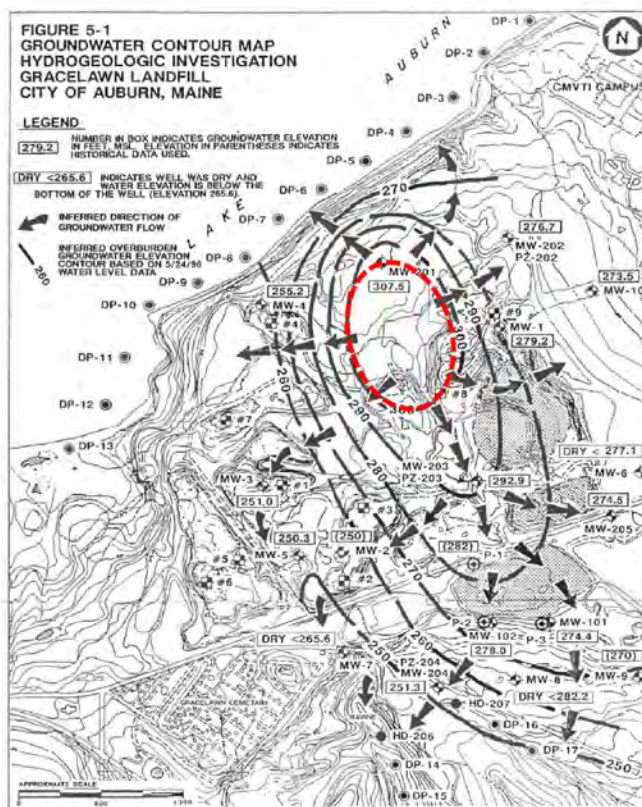 FIGURE 5-1
GROUNDWATER CONTOUR MAP
HYDROGEOLOGIC INVESTIGATION
GRACELAWN LANDFILL
CITY OF AUBURN, MAINE
LEGEND
279.2 NUMBER IN BOX INDICATES GROUNDWATER ELEVATION
IN FEET, MSL. ELEVATION IN PARENTHESES INDICATES
HISTORICAL DATA USED.
DRY <265.6 INDICATES WELL WAS DRY AND
WATER ELEVATION IS BELOW THE
BOTTOM OF THE WELL (ELEVATION 265.6)
INFERRED DIRECTION OF
GROUNDWATER FLOW
260
INFERRED OVERBURDEN
GROUNDWATER ELEVATION
CONTOUR BASED ON 5/24/90
WATER LEVEL DATA
LAKE
AUBURN
N
CMVTI CAMPUS
DP-1
DP-2
DP-3
DP-4
DP-5
DP-6
DP-7
DP-8
DP-9
DP-10
DP-11
DP-12
DP-13
270
276.7
MW-202
PZ-202
273.5
MW-10
MW-201
307.5
255.2
MW-4
#4
290
300
#9
MW-1
279.2
260
290
#8
#7
DRY < 277.1
MW-6
MW-203
PZ-203
292.9
274.5
MW-205
280
MW-3
#1
251.0
#3
250.3
(250)
MW-2
MW-5
(282)
P-1
#5
#6
#2
270
P-2
MW-101
MW-102
P-3
274.4
278.0
DRY <265.6
250
260
(270)
MW-7
PZ-204
MW-204
MW-8
MW-9
251.3
DRY <282.2
GRACELAWN CEMETARY
HD-207
RAVINE
DP-16
HD-206
DP-17
250
DP-14
DP-15
APPROXIMATE SCALE
0